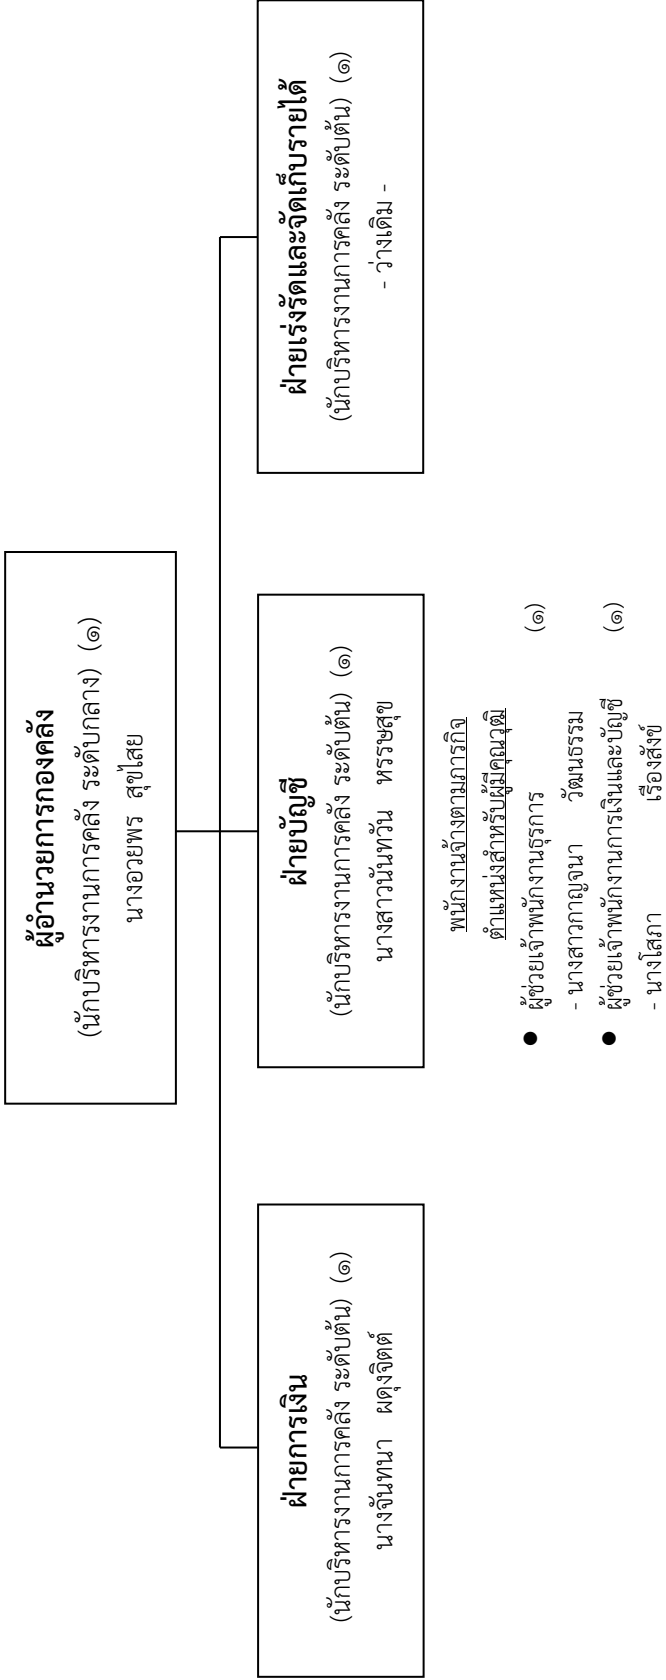 ผู้อำนวยการกองคลัง
(นักบริหารงานการคลัง ระดับกลาง) (๑)
นางอวยพร สุขไสย
ฝ่ายการเงิน
(นักบริหารงานการคลัง ระดับต้น) (๑)
นางจันทนา ผดุงจิตต์
ฝ่ายบัญชี
(นักบริหารงานการคลัง ระดับต้น) (๑)
นางสาวนันทวัน หรรษสุข
ฝ่ายเร่งรัดและจัดเก็บรายได้
(นักบริหารงานการคลัง ระดับต้น) (๑)
- ว่างเดิม -
พนักงานจ้างตามภารกิจ
ตำแหน่งสำหรับผู้มีคุณวุฒิ
● ผู้ช่วยเจ้าพนักงานธุรการ (๑)
- นางสาวกาญจนา วัฒนธรรม
● ผู้ช่วยเจ้าพนักงานการเงินและบัญชี (๑)
- นางโสภา เรืองสังข์